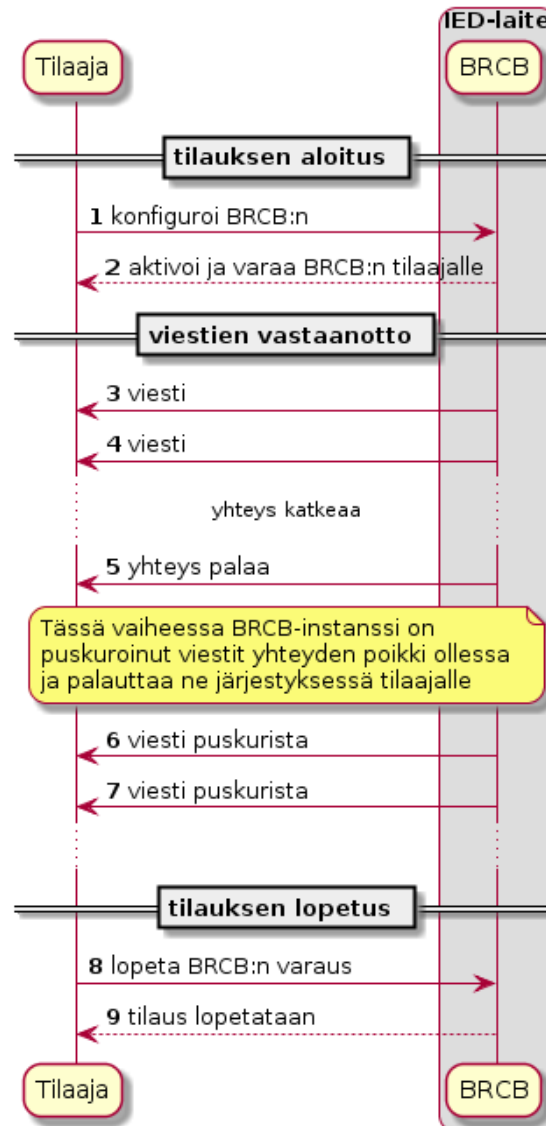 IED-laite
Tilaaja
BRCB
tilauksen aloitus
1 konfiguroi BRCB:n
2 aktivoi ja varaa BRCB:n tilaajalle
viestien vastaanotto
3 viesti
4 viesti
yhteys katkeaa
5 yhteys palaa
Tässä vaiheessa BRCB-instanssi on
puskuroinut viestit yhteyden poikki ollessa
ja palauttaa ne järjestyksessä tilaajalle
6 viesti puskurista
7 viesti puskurista
tilauksen lopetus
8 lopeta BRCB:n varaus
9 tilaus lopetataan
Tilaaja
BRCB